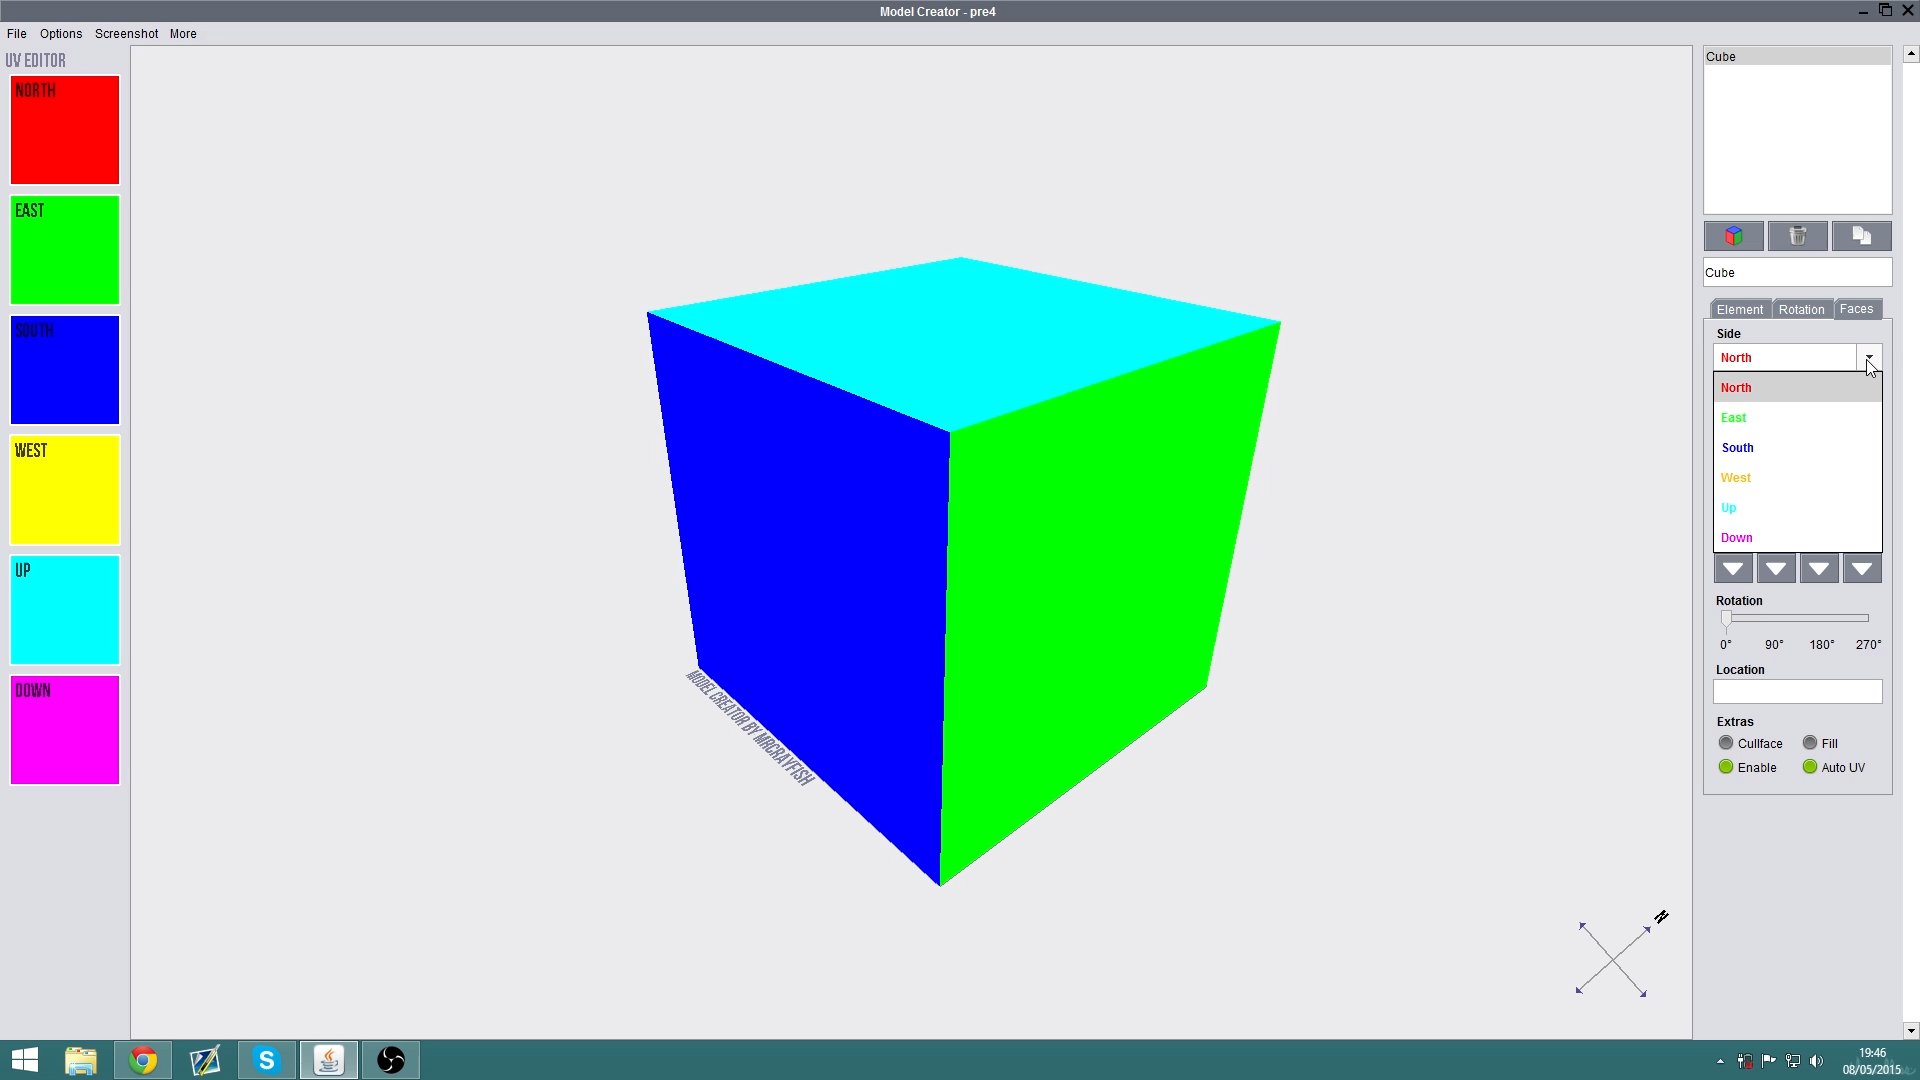 Model Creator - pre4
File Options Screenshot More
UV EDITOR
NORTH
EAST
SOUTH
WEST
UP
DOWN
MODEL CREATOR BY MRCRAYFISH
N
Cube
Cube
Element Rotation Faces
Side
North
North
East
South
West
Up
Down
Rotation
0° 90° 180° 270°
Location
Extras
Cullface Fill
Enable Auto UV
19:46
08/05/2015